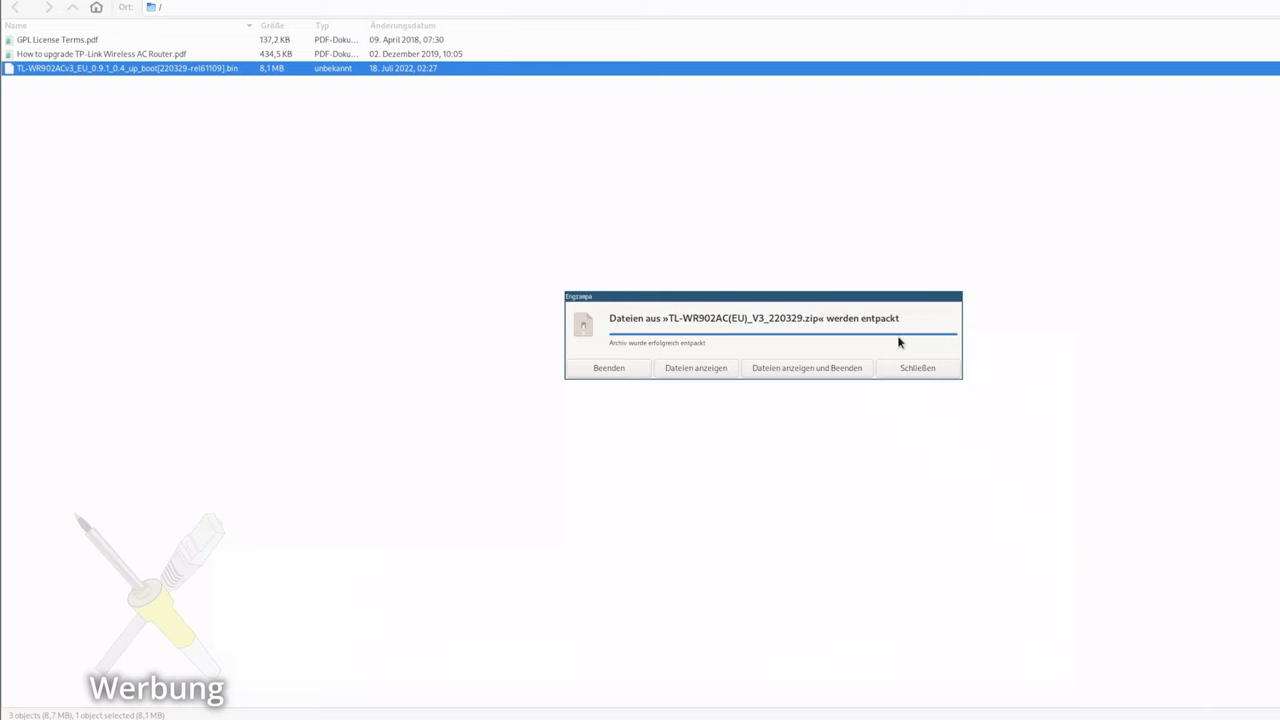 Ort: /
Name Größe Typ Änderungsdatum
GPL License Terms.pdf 137,2 KB PDF-Doku... 09. April 2018, 07:30
How to upgrade TP-Link Wireless AC Router.pdf 434,5 KB PDF-Doku... 02. Dezember 2019, 10:05
TL-WR902ACv3_EU_0.9.1_0.4_up_boot[220329-rel61109].bin 8,1 MB unbekannt 18. Juli 2022, 02:27
Engrampa
Dateien aus »TL-WR902AC(EU)_V3_220329.zip« werden entpackt
Archiv wurde erfolgreich entpackt
Beenden Dateien anzeigen Dateien anzeigen und Beenden Schließen
Werbung
3 objects (8,7 MB), 1 object selected (8,1 MB)